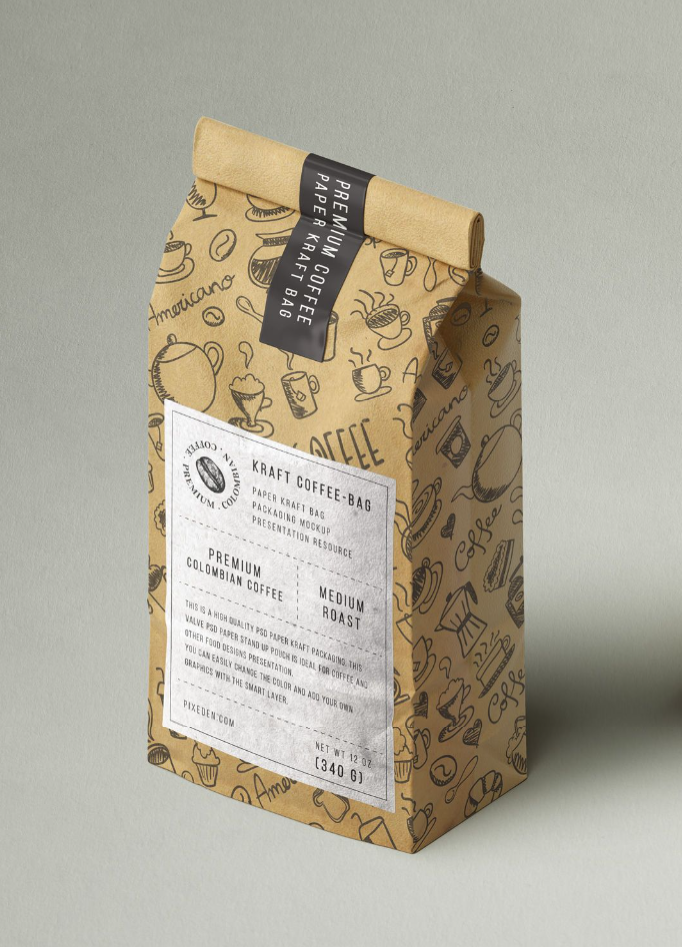 PREMIUM COFFEE
PAPER KRAFT BAG
Americano
COFFEE
Americano
Coffee
Coffee
COFFEE · PREMIUM . COLOMBIAN .
KRAFT COFFEE-BAG
PAPER KRAFT BAG
PACKAGING MOCKUP
PRESENTATION RESOURCE
PREMIUM
COLOMBIAN COFFEE
MEDIUM
ROAST
THIS IS A HIGH QUALITY PSD PAPER KRAFT PACKAGING. THIS
VALVE PSD PAPER STAND UP POUCH IS IDEAL FOR COFFEE AND
OTHER FOOD DESIGNS PRESENTATION.
YOU CAN EASILY CHANGE THE COLOR AND ADD YOUR OWN
GRAPHICS WITH THE SMART LAYER.
PIXEDEN.COM
NET WT 12 OZ
(340 G)
Amer